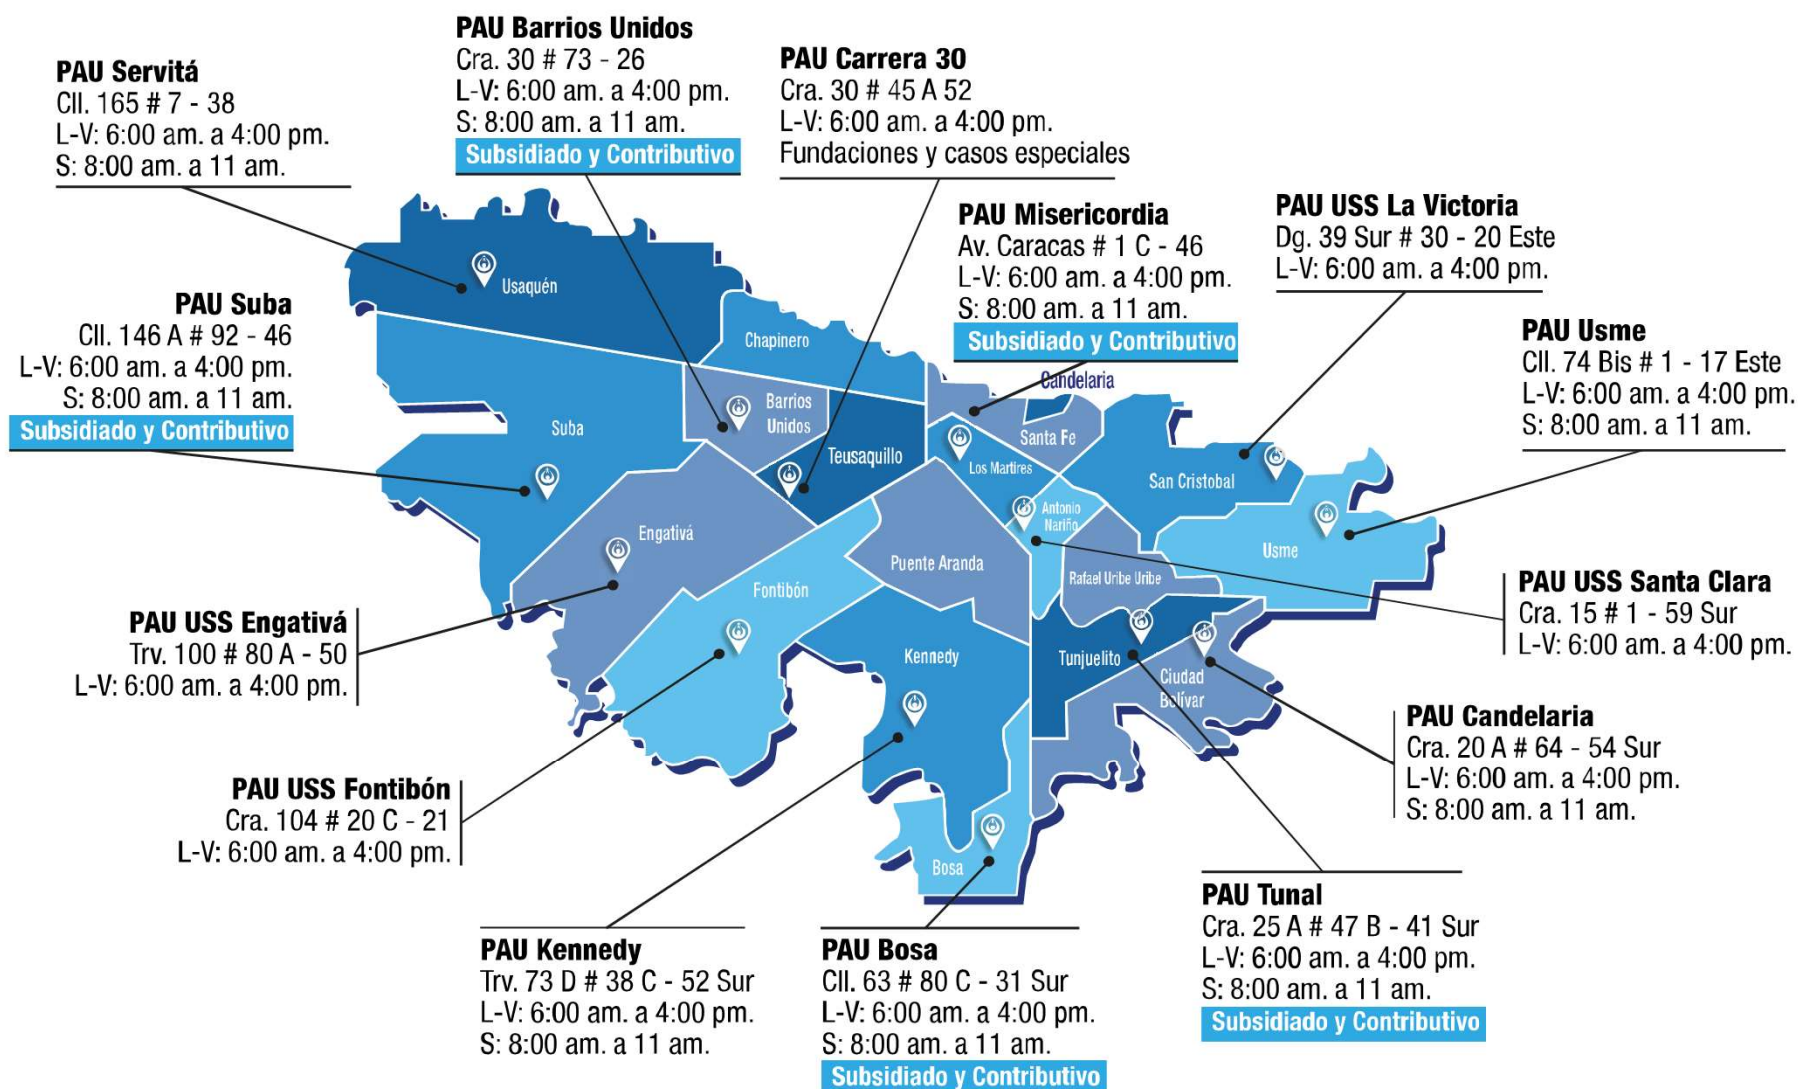 PAU Barrios Unidos
Cra. 30 # 73 - 26
L-V: 6:00 am. a 4:00 pm.
S: 8:00 am. a 11 am.
Subsidiado y Contributivo
PAU Servitá
Cll. 165 # 7 - 38
L-V: 6:00 am. a 4:00 pm.
S: 8:00 am. a 11 am.
PAU Carrera 30
Cra. 30 # 45 A 52
L-V: 6:00 am. a 4:00 pm.
Fundaciones y casos especiales
PAU Misericordia
Av. Caracas # 1 C - 46
L-V: 6:00 am. a 4:00 pm.
S: 8:00 am. a 11 am.
Subsidiado y Contributivo
PAU USS La Victoria
Dg. 39 Sur # 30 - 20 Este
L-V: 6:00 am. a 4:00 pm.
PAU Suba
Cll. 146 A # 92 - 46
L-V: 6:00 am. a 4:00 pm.
S: 8:00 am. a 11 am.
Subsidiado y Contributivo
PAU Usme
Cll. 74 Bis # 1 - 17 Este
L-V: 6:00 am. a 4:00 pm.
S: 8:00 am. a 11 am.
Usaquén
Chapinero
Candelaria
Barrios
Unidos
Suba
Teusaquillo
Santa Fe
Los Martires
San Cristobal
Antonio
Nariño
Engativá
Usme
Puente Aranda
Rafael Uribe Uribe
Fontibón
Kennedy
Tunjuelito
Ciudad
Bolívar
Bosa
PAU USS Engativá
Trv. 100 # 80 A - 50
L-V: 6:00 am. a 4:00 pm.
PAU USS Santa Clara
Cra. 15 # 1 - 59 Sur
L-V: 6:00 am. a 4:00 pm.
PAU Candelaria
Cra. 20 A # 64 - 54 Sur
L-V: 6:00 am. a 4:00 pm.
S: 8:00 am. a 11 am.
PAU USS Fontibón
Cra. 104 # 20 C - 21
L-V: 6:00 am. a 4:00 pm.
PAU Tunal
Cra. 25 A # 47 B - 41 Sur
L-V: 6:00 am. a 4:00 pm.
S: 8:00 am. a 11 am.
Subsidiado y Contributivo
PAU Kennedy
Trv. 73 D # 38 C - 52 Sur
L-V: 6:00 am. a 4:00 pm.
S: 8:00 am. a 11 am.
PAU Bosa
Cll. 63 # 80 C - 31 Sur
L-V: 6:00 am. a 4:00 pm.
S: 8:00 am. a 11 am.
Subsidiado y Contributivo